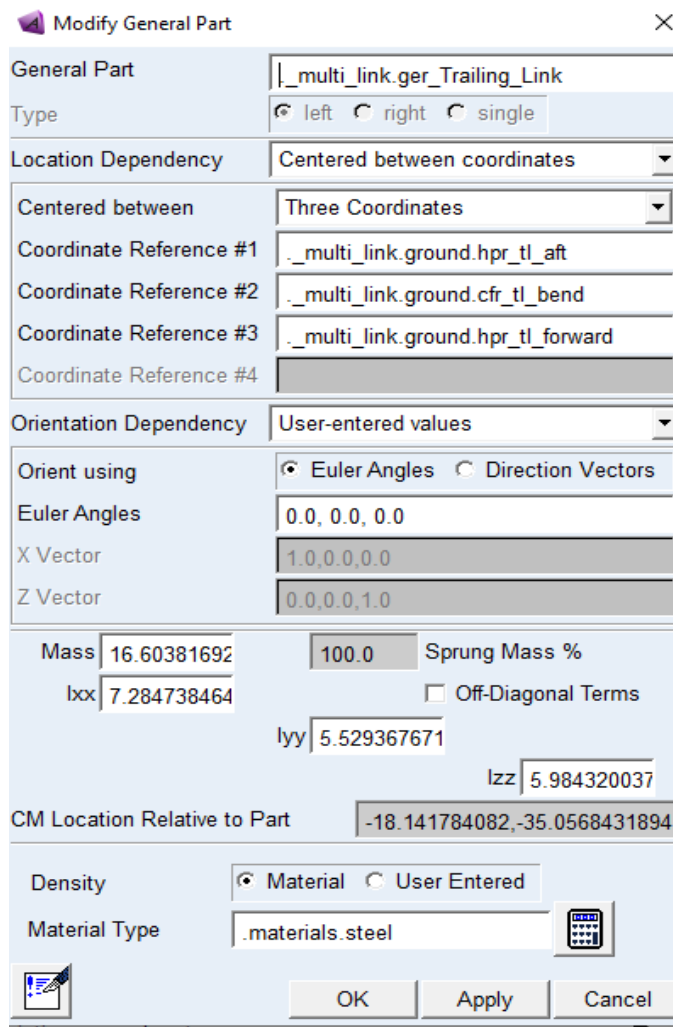 Modify General Part
General Part ._multi_link.ger_Trailing_Link
Type left right single
Location Dependency Centered between coordinates
Centered between Three Coordinates
Coordinate Reference #1 ._multi_link.ground.hpr_tl_aft
Coordinate Reference #2 ._multi_link.ground.cfr_tl_bend
Coordinate Reference #3 ._multi_link.ground.hpr_tl_forward
Coordinate Reference #4
Orientation Dependency User-entered values
Orient using Euler Angles Direction Vectors
Euler Angles 0.0, 0.0, 0.0
X Vector 1.0,0.0,0.0
Z Vector 0.0,0.0,1.0
Mass 16.60381692 100.0 Sprung Mass %
Ixx 7.284738464 Off-Diagonal Terms
Iyy 5.529367671
Izz 5.984320037
CM Location Relative to Part -18.141784082,-35.0568431894
Density Material User Entered
Material Type .materials.steel
OK Apply Cancel